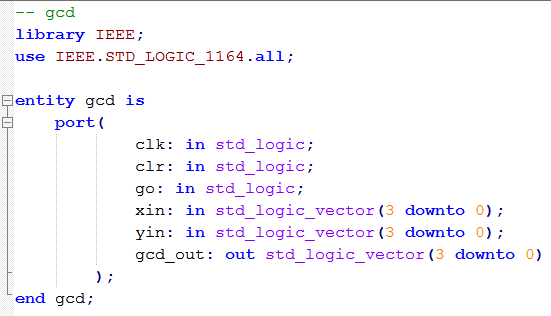 -- gcd
library IEEE;
use IEEE.STD_LOGIC_1164.all;
entity gcd is
port(
clk: in std_logic;
clr: in std_logic;
go: in std_logic;
xin: in std_logic_vector(3 downto 0);
yin: in std_logic_vector(3 downto 0);
gcd_out: out std_logic_vector(3 downto 0)
);
end gcd;